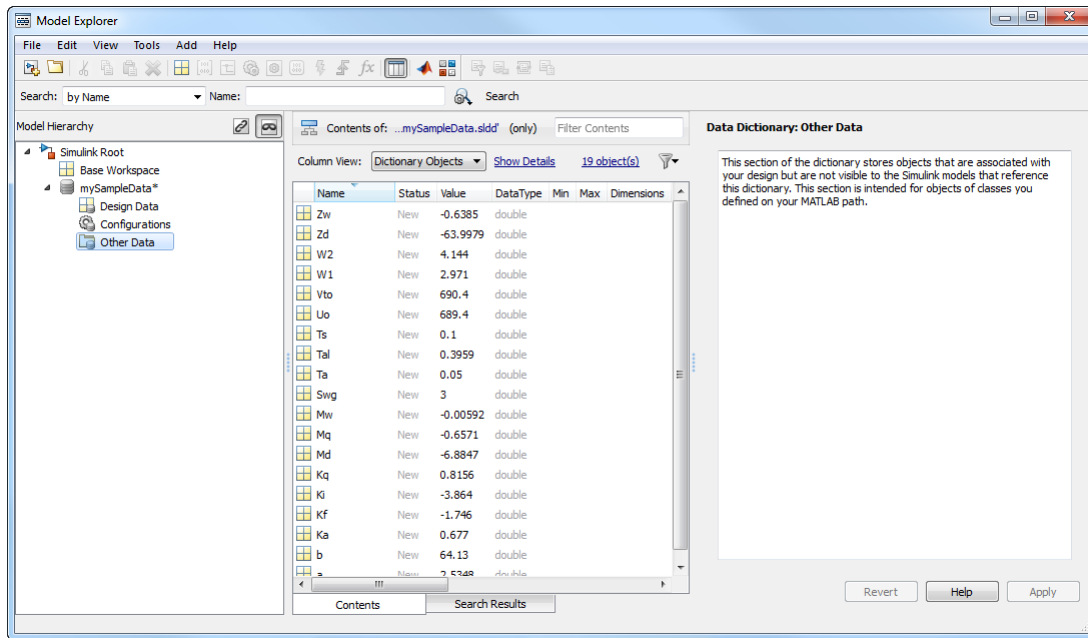 Model Explorer
File Edit View Tools Add Help
fx
Search: by Name Name: Search
Model Hierarchy
Simulink Root
Base Workspace
mySampleData*
Design Data
Configurations
Other Data
Contents of: ...mySampleData.sldd' (only) Filter Contents
Column View: Dictionary Objects Show Details 19 object(s)
Name Status Value DataType Min Max Dimensions
Zw New -0.6385 double
Zd New -63.9979 double
W2 New 4.144 double
W1 New 2.971 double
Vto New 690.4 double
Uo New 689.4 double
Ts New 0.1 double
Tal New 0.3959 double
Ta New 0.05 double
Swg New 3 double
Mw New -0.00592 double
Mq New -0.6571 double
Md New -6.8847 double
Kq New 0.8156 double
Ki New -3.864 double
Kf New -1.746 double
Ka New 0.677 double
b New 64.13 double
a New 2.5348 double
Contents Search Results
Data Dictionary: Other Data
This section of the dictionary stores objects that are associated with
your design but are not visible to the Simulink models that reference
this dictionary. This section is intended for objects of classes you
defined on your MATLAB path.
Revert Help Apply